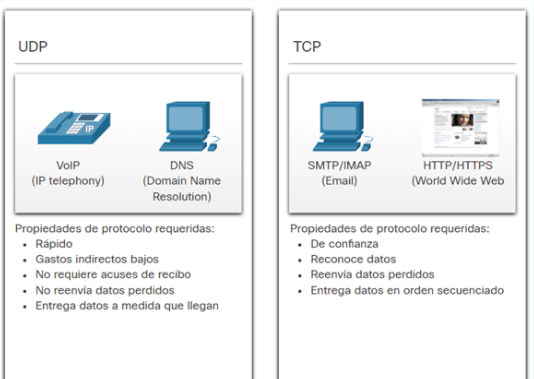 UDP
IP
VoIP
(IP telephony)
DNS
(Domain Name
Resolution)
Propiedades de protocolo requeridas:
• Rápido
• Gastos indirectos bajos
• No requiere acuses de recibo
• No reenvía datos perdidos
• Entrega datos a medida que llegan
TCP
SMTP/IMAP
(Email)
HTTP/HTTPS
(World Wide Web
Propiedades de protocolo requeridas:
• De confianza
• Reconoce datos
• Reenvía datos perdidos
• Entrega datos en orden secuenciado